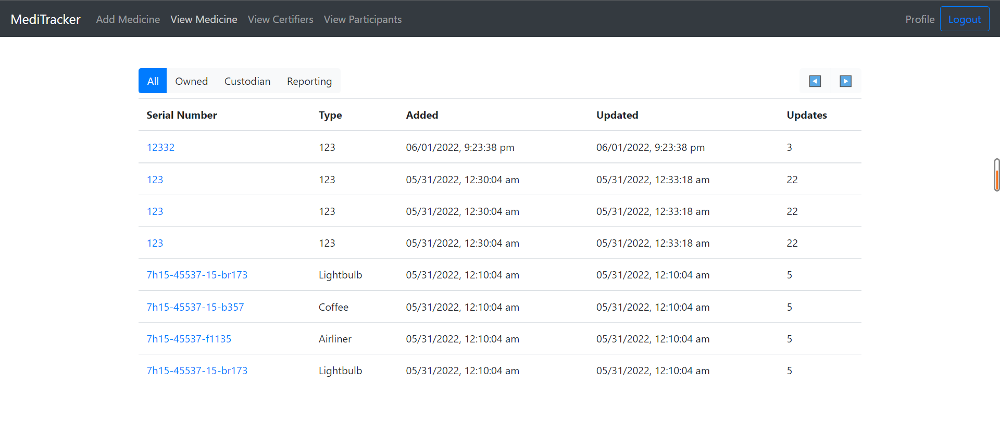 MediTracker Add Medicine View Medicine View Certifiers View Participants Profile Logout
All Owned Custodian Reporting
Serial Number Type Added Updated Updates
12332 123 06/01/2022, 9:23:38 pm 06/01/2022, 9:23:38 pm 3
123 123 05/31/2022, 12:30:04 am 05/31/2022, 12:33:18 am 22
123 123 05/31/2022, 12:30:04 am 05/31/2022, 12:33:18 am 22
123 123 05/31/2022, 12:30:04 am 05/31/2022, 12:33:18 am 22
7h15-45537-15-br173 Lightbulb 05/31/2022, 12:10:04 am 05/31/2022, 12:10:04 am 5
7h15-45537-15-b357 Coffee 05/31/2022, 12:10:04 am 05/31/2022, 12:10:04 am 5
7h15-45537-f1135 Airliner 05/31/2022, 12:10:04 am 05/31/2022, 12:10:04 am 5
7h15-45537-15-br173 Lightbulb 05/31/2022, 12:10:04 am 05/31/2022, 12:10:04 am 5